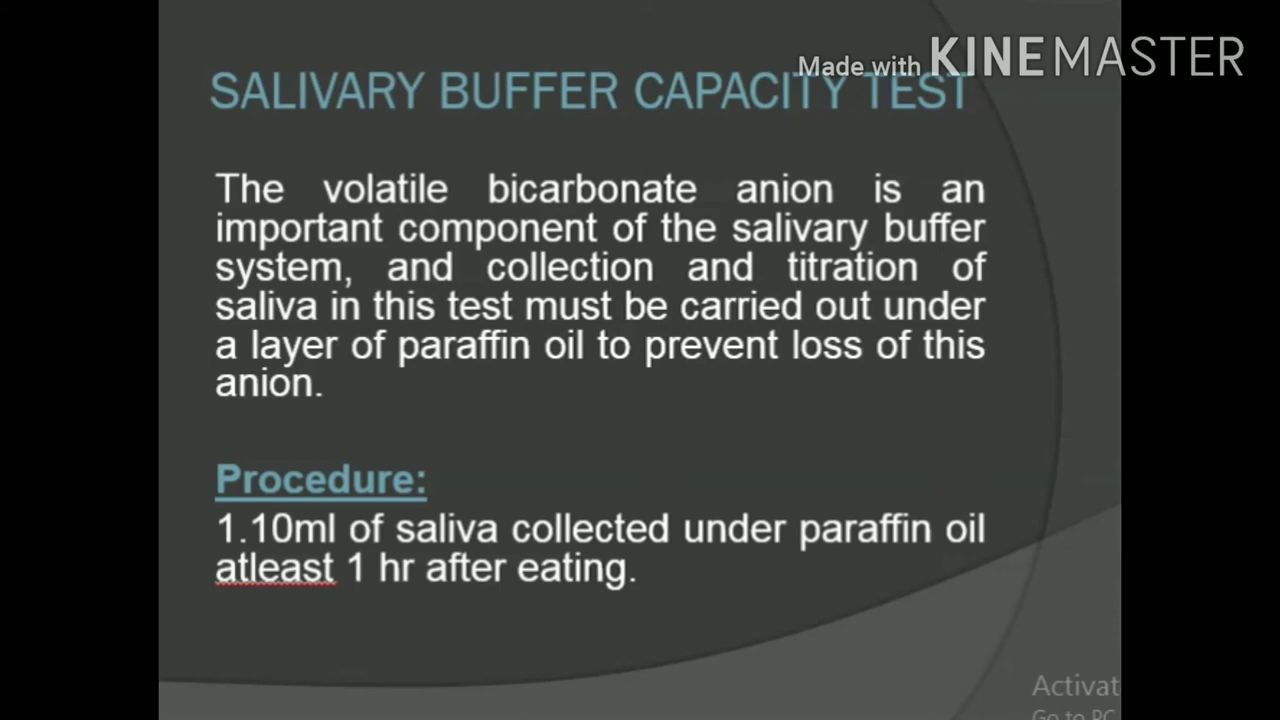 Made with KINEMASTER
SALIVARY BUFFER CAPACITY TEST
The volatile bicarbonate anion is an
important component of the salivary buffer
system, and collection and titration of
saliva in this test must be carried out under
a layer of paraffin oil to prevent loss of this
anion.
Procedure:
1.10ml of saliva collected under paraffin oil
atleast 1 hr after eating.
Activat
Go to PC